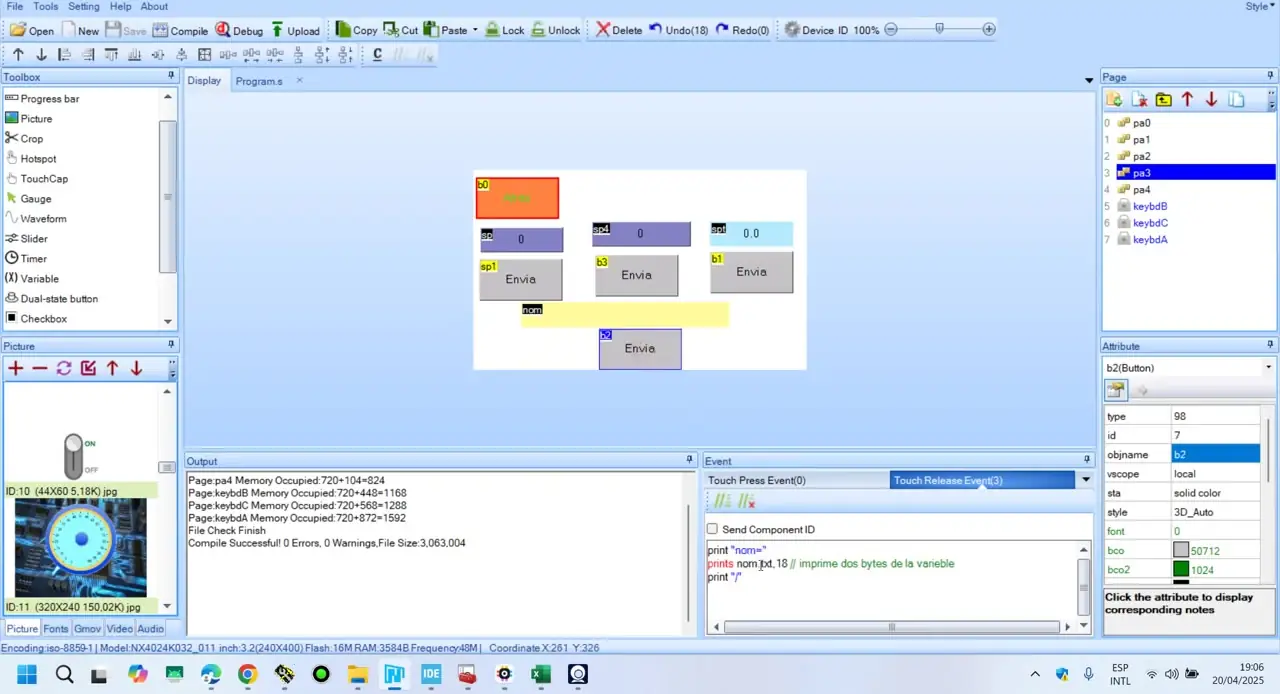 File Tools Setting Help About Style
Open New Save Compile Debug Upload Copy Cut Paste Lock Unlock Delete Undo(18) Redo(0) Device ID 100%
Toolbox
Progress bar
Picture
Crop
Hotspot
TouchCap
Gauge
Waveform
Slider
Timer
Variable
Dual-state button
Checkbox
Picture
ON
OFF
ID:10 (44X60 5,18K) jpg
ID:11 (320X240 150,02K) jpg
Picture Fonts Gmov Video Audio
Display Program.s
b0
sp 0 sp4 0 spt 0.0
sp1 Envia b3 Envia b1 Envia
nom
b2 Envia
Output
Page:pa4 Memory Occupied:720+104=824
Page:keybdB Memory Occupied:720+448=1168
Page:keybdC Memory Occupied:720+568=1288
Page:keybdA Memory Occupied:720+872=1592
File Check Finish
Compile Successful! 0 Errors, 0 Warnings,File Size:3,063,004
Event
Touch Press Event(0) Touch Release Event(3)
Send Component ID
print "nom="
prints nom.txt,18 // imprime dos bytes de la varieble
print "/"
Page
0 pa0
1 pa1
2 pa2
3 pa3
4 pa4
5 keybdB
6 keybdC
7 keybdA
Attribute
b2(Button)
type 98
id 7
objname b2
vscope local
sta solid color
style 3D_Auto
font 0
bco 50712
bco2 1024
Click the attribute to display
corresponding notes
Encoding:iso-8859-1 Model:NX4024K032_011 inch:3.2(240X400) Flash:16M RAM:3584B Frequency:48M Coordinate X:261 Y:326
IDE
ESP
INTL
19:06
20/04/2025